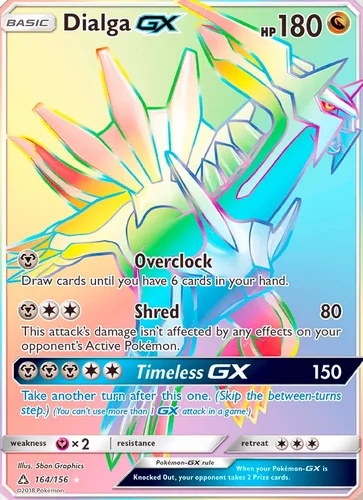 BASIC Dialga GX HP 180
Overclock
Draw cards until you have 6 cards in your hand.
Shred 80
This attack's damage isn't affected by any effects on your
opponent's Active Pokémon.
Timeless GX 150
Take another turn after this one. (Skip the between-turns
step.) (You can't use more than 1 GX attack in a game.)
weakness ×2 resistance retreat
Illus. 5ban Graphics
164/156
©2018 Pokémon
Pokémon-GX rule
When your Pokémon-GX is
Knocked Out, your opponent takes 2 Prize cards.